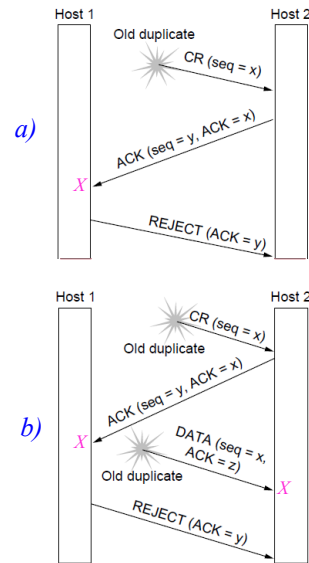 Host 1
Host 2
Old duplicate
CR (seq = x)
a)
ACK (seq = y, ACK = x)
X
REJECT (ACK = y)
Host 1
Host 2
CR (seq = x)
Old duplicate
ACK (seq = y, ACK = x)
b)
X
DATA (seq = x,
ACK = z)
Old duplicate
X
REJECT (ACK = y)